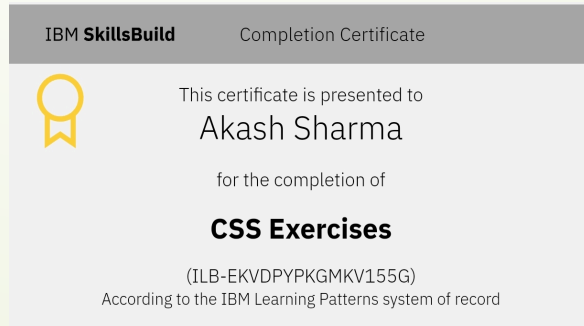 IBM SkillsBuild Completion Certificate
This certificate is presented to
Akash Sharma
for the completion of
CSS Exercises
(ILB-EKVDPYPKGMKV155G)
According to the IBM Learning Patterns system of record